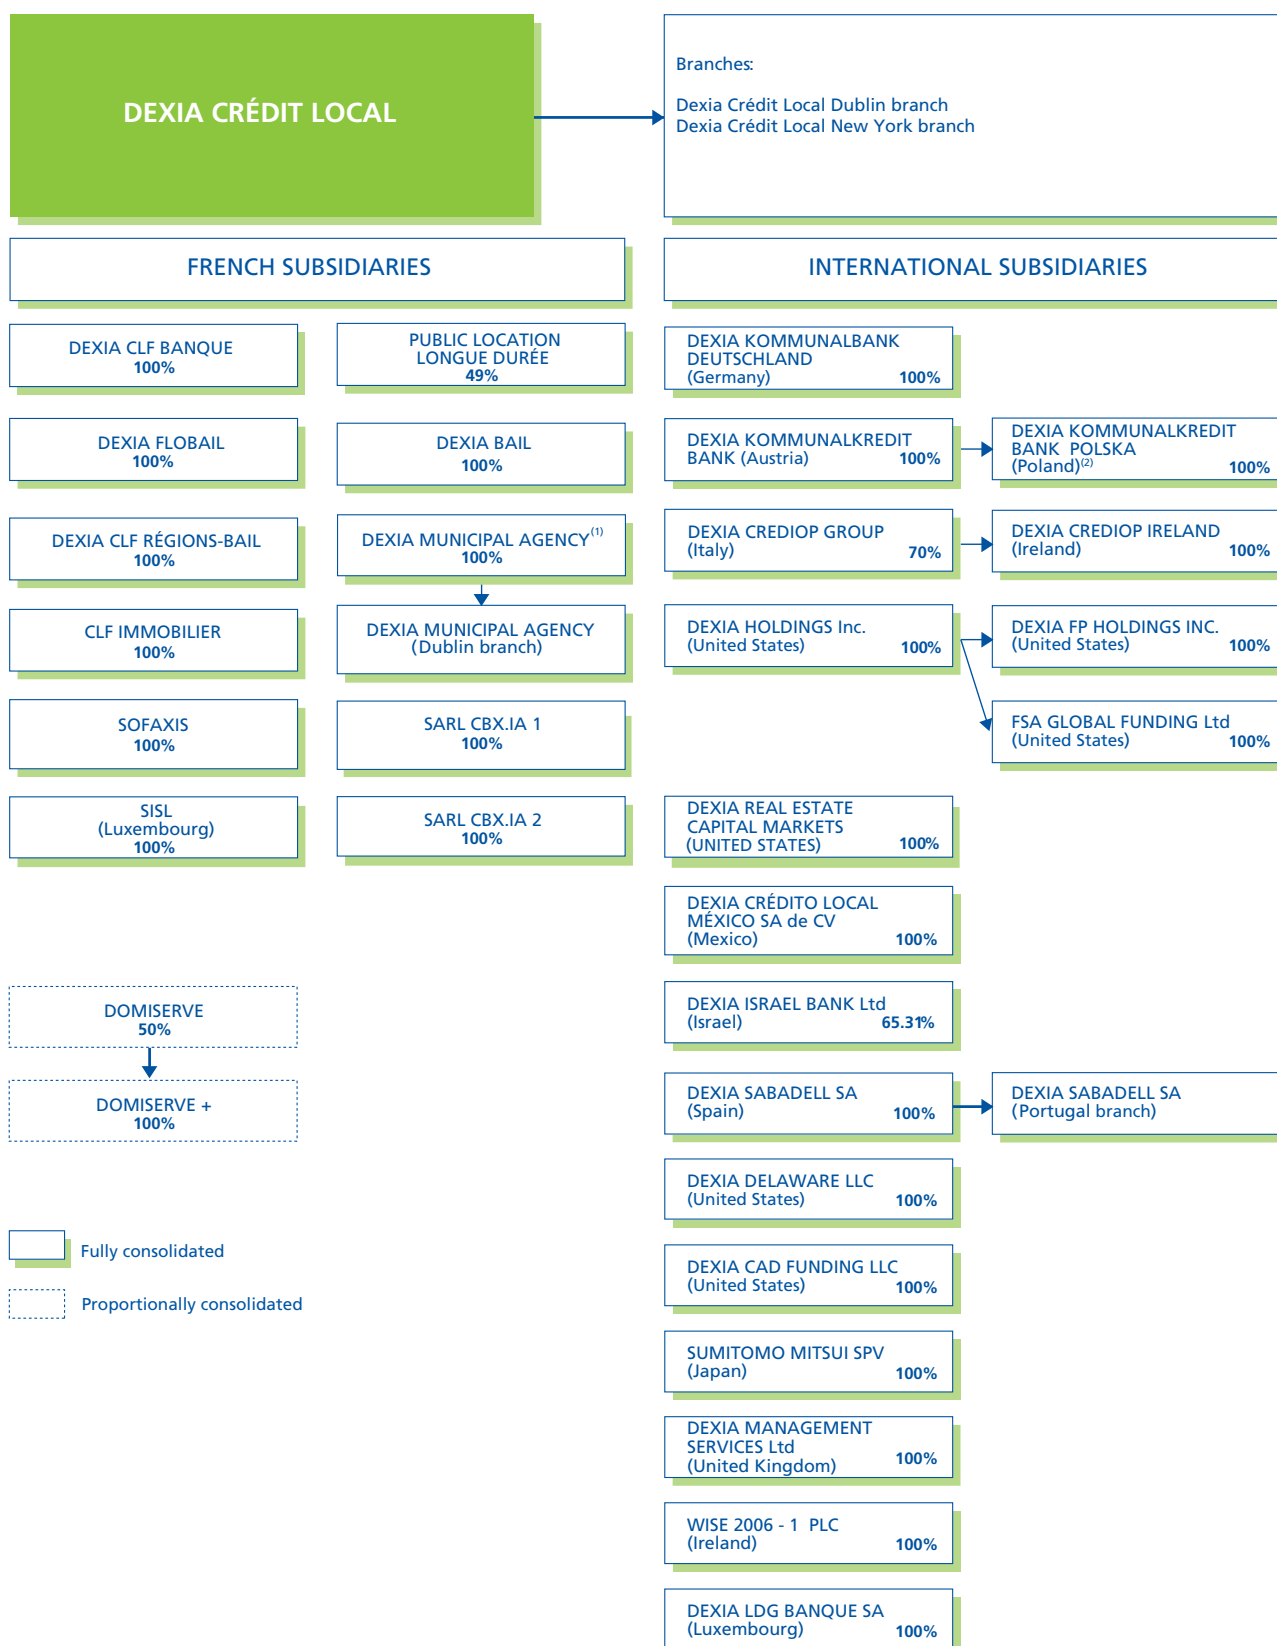 DEXIA CRÉDIT LOCAL
Branches:
Dexia Crédit Local Dublin branch
Dexia Crédit Local New York branch
FRENCH SUBSIDIARIES
DEXIA CLF BANQUE
100%
PUBLIC LOCATION
LONGUE DURÉE
49%
DEXIA FLOBAIL
100%
DEXIA BAIL
100%
DEXIA CLF RÉGIONS-BAIL
100%
DEXIA MUNICIPAL AGENCY(1)
100%
CLF IMMOBILIER
100%
DEXIA MUNICIPAL AGENCY
(Dublin branch)
SOFAXIS
100%
SARL CBX.IA 1
100%
SISL
(Luxembourg)
100%
SARL CBX.IA 2
100%
DOMISERVE
50%
DOMISERVE +
100%
Fully consolidated
Proportionally consolidated
INTERNATIONAL SUBSIDIARIES
DEXIA KOMMUNALBANK
DEUTSCHLAND
(Germany) 100%
DEXIA KOMMUNALKREDIT
BANK (Austria) 100%
DEXIA KOMMUNALKREDIT
BANK POLSKA
(Poland)(2) 100%
DEXIA CREDIOP GROUP
(Italy) 70%
DEXIA CREDIOP IRELAND
(Ireland) 100%
DEXIA HOLDINGS Inc.
(United States) 100%
DEXIA FP HOLDINGS INC.
(United States) 100%
FSA GLOBAL FUNDING Ltd
(United States) 100%
DEXIA REAL ESTATE
CAPITAL MARKETS
(UNITED STATES) 100%
DEXIA CRÉDITO LOCAL
MÉXICO SA de CV
(Mexico) 100%
DEXIA ISRAEL BANK Ltd
(Israel) 65.31%
DEXIA SABADELL SA
(Spain) 100%
DEXIA SABADELL SA
(Portugal branch)
DEXIA DELAWARE LLC
(United States) 100%
DEXIA CAD FUNDING LLC
(United States) 100%
SUMITOMO MITSUI SPV
(Japan) 100%
DEXIA MANAGEMENT
SERVICES Ltd
(United Kingdom) 100%
WISE 2006 - 1 PLC
(Ireland) 100%
DEXIA LDG BANQUE SA
(Luxembourg) 100%